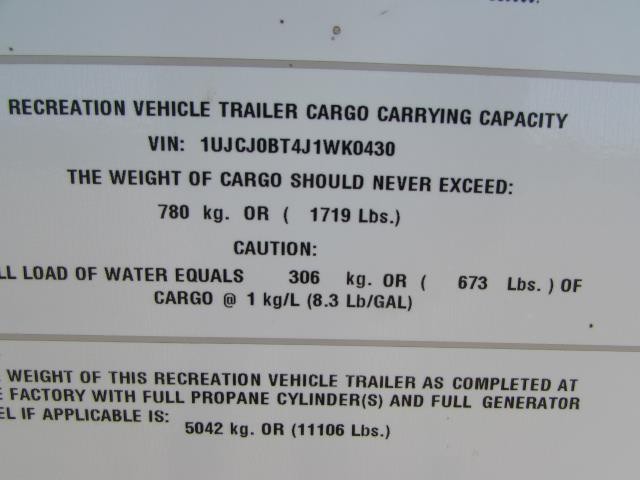 RECREATION VEHICLE TRAILER CARGO CARRYING CAPACITY
VIN: 1UJCJ0BT4J1WK0430
THE WEIGHT OF CARGO SHOULD NEVER EXCEED:
780 kg. OR ( 1719 Lbs.)
CAUTION:
LL LOAD OF WATER EQUALS 306 kg. OR ( 673 Lbs. ) OF
CARGO @ 1 kg/L (8.3 Lb/GAL)
WEIGHT OF THIS RECREATION VEHICLE TRAILER AS COMPLETED AT
E FACTORY WITH FULL PROPANE CYLINDER(S) AND FULL GENERATOR
EL IF APPLICABLE IS:
5042 kg. OR (11106 Lbs.)